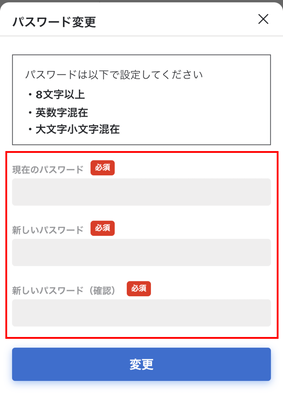 パスワード変更
パスワードは以下で設定してください
・8文字以上
・英数字混在
・大文字小文字混在
現在のパスワード 必須
新しいパスワード 必須
新しいパスワード（確認） 必須
変更